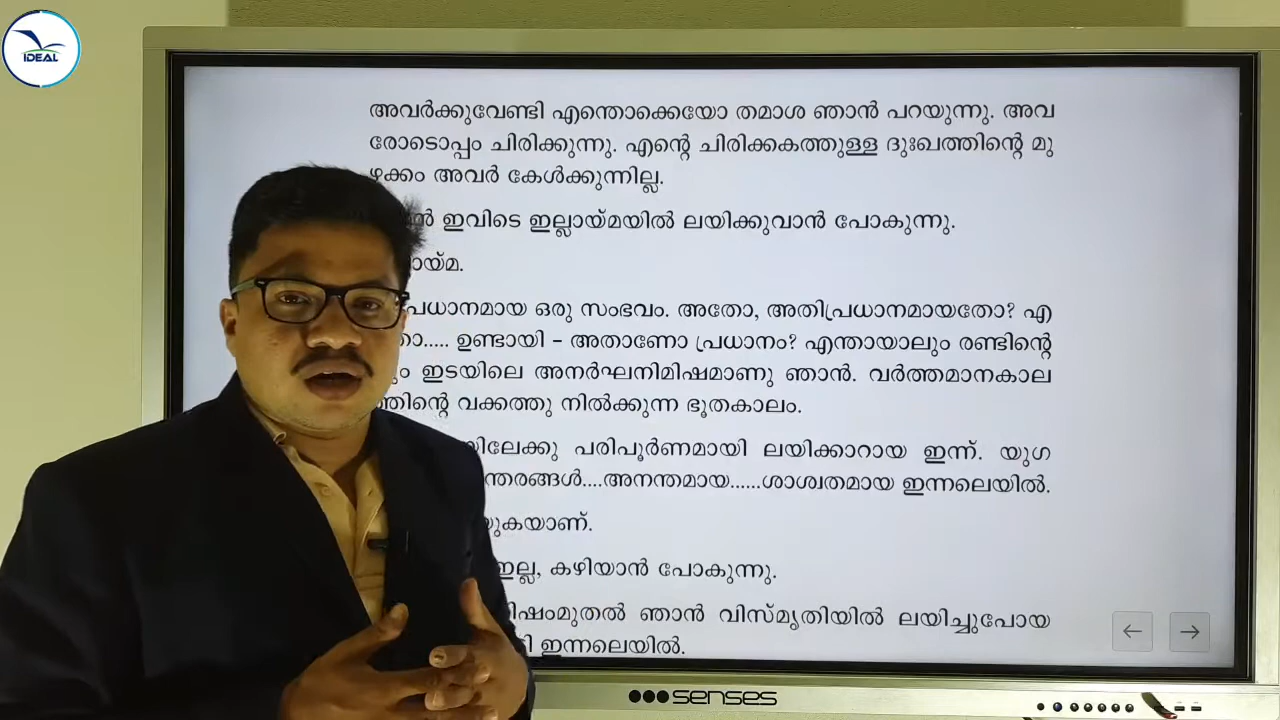 IDEAL
അവർക്കുവേണ്ടി എന്തൊക്കെയോ തമാശ ഞാൻ പറയുന്നു. അവ
രോടൊപ്പം ചിരിക്കുന്നു. എന്റെ ചിരിക്കകത്തുള്ള ദുഃഖത്തിന്റെ മു
ഴക്കം അവർ കേൾക്കുന്നില്ല.
ഇവിടെ ഇല്ലായ്മയിൽ ലയിക്കുവാൻ പോകുന്നു.
ഒരു സംഭവം. അതോ, അതിപ്രധാനമായതോ? എ
..... ഉണ്ടായി – അതാണോ പ്രധാനം? എന്തായാലും രണ്ടിന്റെ
ഇടയിലെ അനർഘനിമിഷമാണു ഞാൻ. വർത്തമാനകാല
ത്തിന്റെ വക്കത്തു നിൽക്കുന്ന ഭൂതകാലം.
പരിപൂർണമായി ലയിക്കാറായ ഇന്ന്. യുഗ
ന്തരങ്ങൾ....അനന്തമായ......ശാശ്വതമായ ഇന്നലെയിൽ.
ഇല്ല, കഴിയാൻ പോകുന്നു.
ഞാൻ വിസ്മൃതിയിൽ ലയിച്ചുപോയ
ഇന്നലെയിൽ.
senses